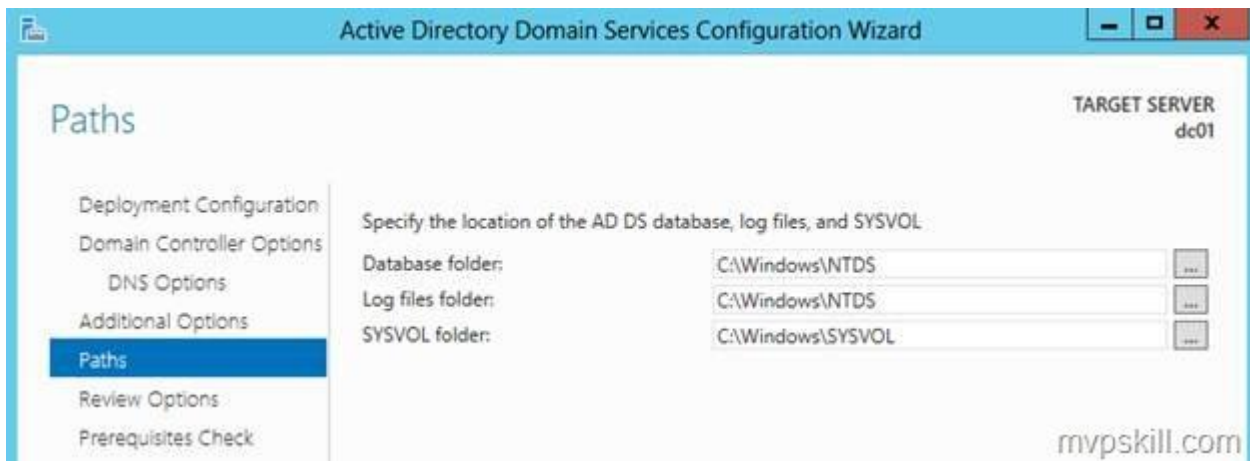 Active Directory Domain Services Configuration Wizard
Paths
TARGET SERVER
dc01
Deployment Configuration
Domain Controller Options
DNS Options
Additional Options
Paths
Review Options
Prerequisites Check
Specify the location of the AD DS database, log files, and SYSVOL
Database folder: C:\Windows\NTDS ...
Log files folder: C:\Windows\NTDS ...
SYSVOL folder: C:\Windows\SYSVOL ...
mvpskill.com